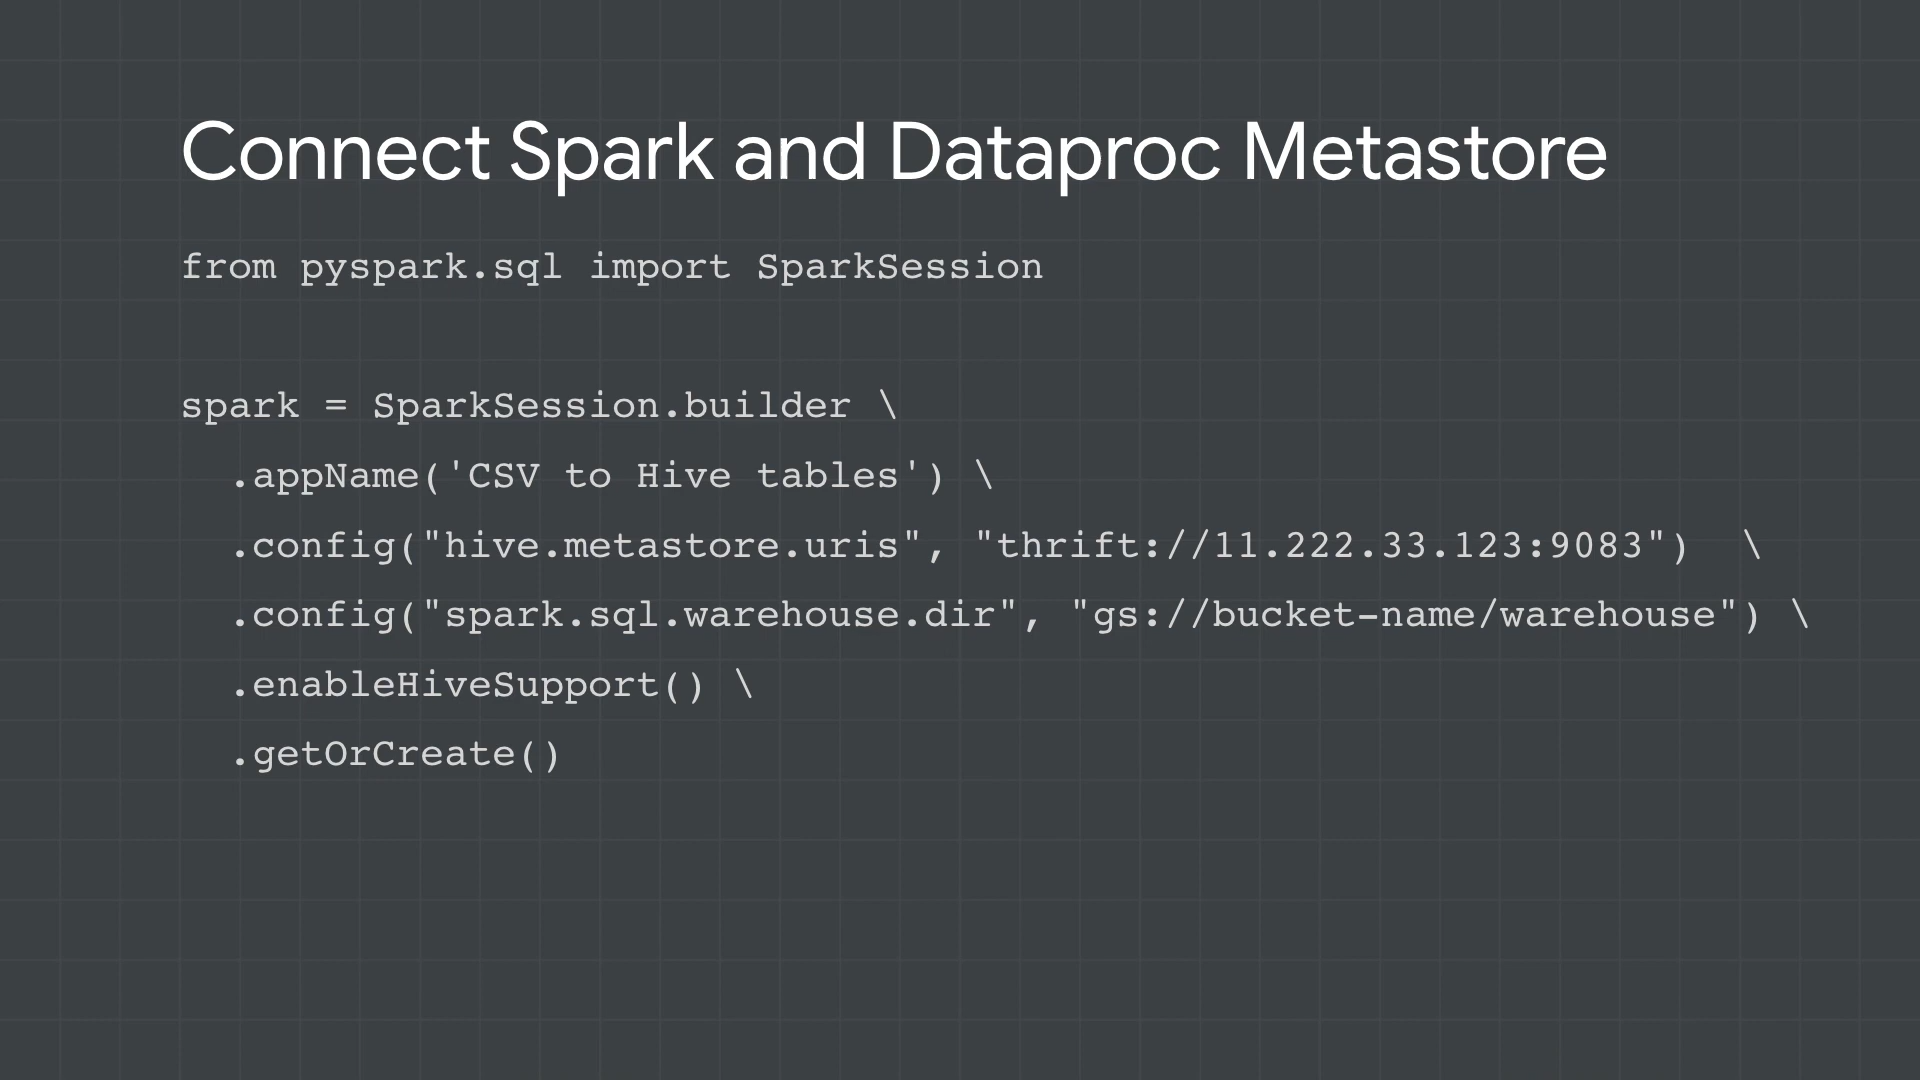 Connect Spark and Dataproc Metastore
from pyspark.sql import SparkSession
spark = SparkSession.builder \
.appName('CSV to Hive tables') \
.config("hive.metastore.uris", "thrift://11.222.33.123:9083")  \
.config("spark.sql.warehouse.dir", "gs://bucket-name/warehouse") \
.enableHiveSupport() \
.getOrCreate()